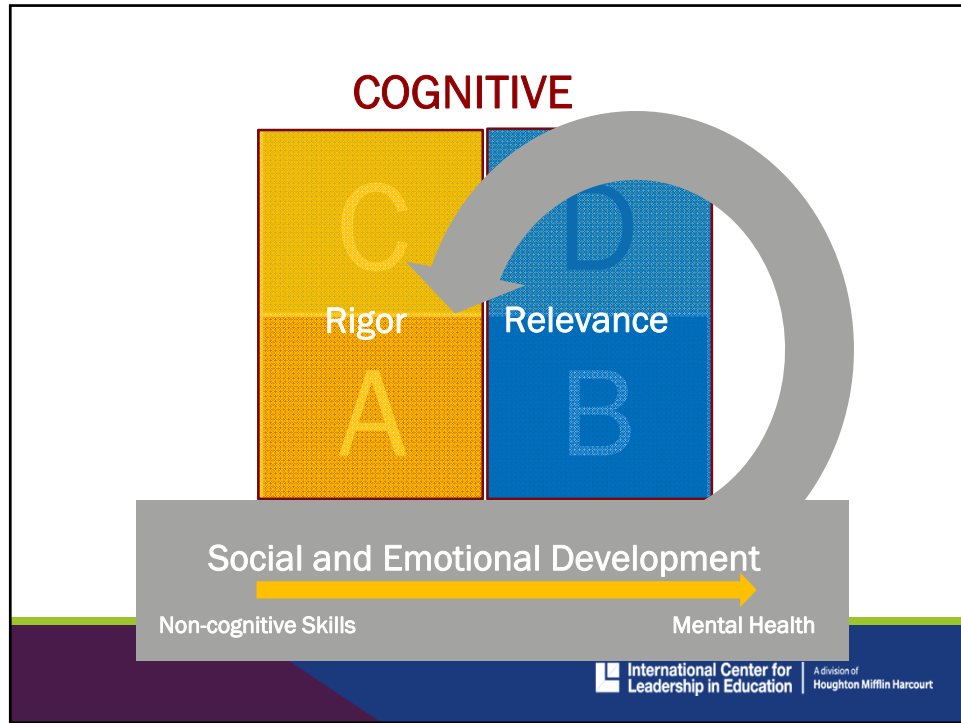 COGNITIVE
C D
Rigor Relevance
A B
Social and Emotional Development
Non-cognitive Skills Mental Health
International Center for
Leadership in Education
A division of
Houghton Mifflin Harcourt